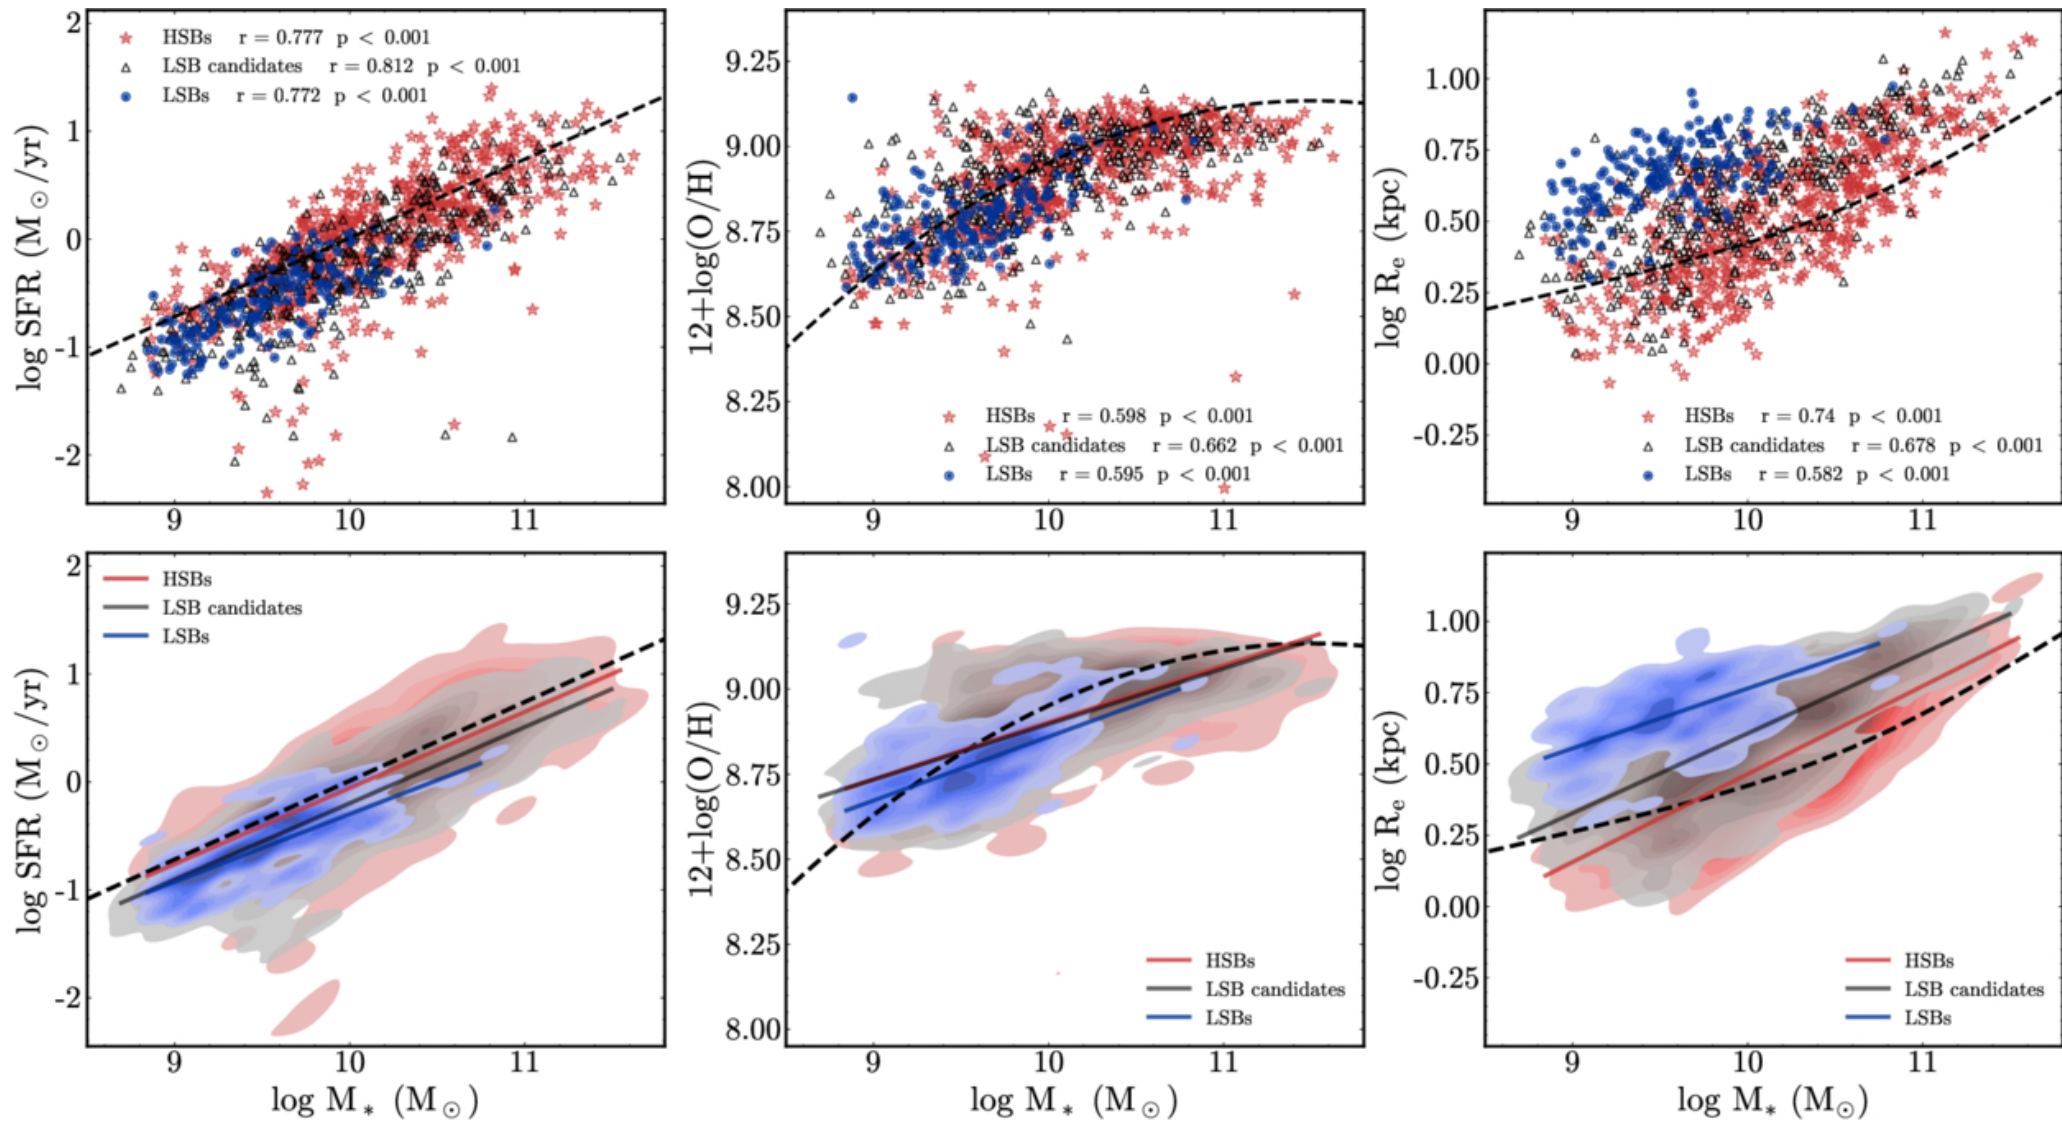 2
1
0
-1
-2
log SFR (M⊙/yr)
HSBs r = 0.777 p < 0.001
LSB candidates r = 0.812 p < 0.001
LSBs r = 0.772 p < 0.001
9 10 11
9.25
9.00
8.75
8.50
8.25
8.00
12+log(O/H)
HSBs r = 0.598 p < 0.001
LSB candidates r = 0.662 p < 0.001
LSBs r = 0.595 p < 0.001
9 10 11
1.00
0.75
0.50
0.25
0.00
-0.25
log Re (kpc)
HSBs r = 0.74 p < 0.001
LSB candidates r = 0.678 p < 0.001
LSBs r = 0.582 p < 0.001
9 10 11
2
1
0
-1
-2
log SFR (M⊙/yr)
HSBs
LSB candidates
LSBs
9 10 11
log M* (M⊙)
9.25
9.00
8.75
8.50
8.25
8.00
12+log(O/H)
HSBs
LSB candidates
LSBs
9 10 11
log M* (M⊙)
1.00
0.75
0.50
0.25
0.00
-0.25
log Re (kpc)
HSBs
LSB candidates
LSBs
9 10 11
log M* (M⊙)